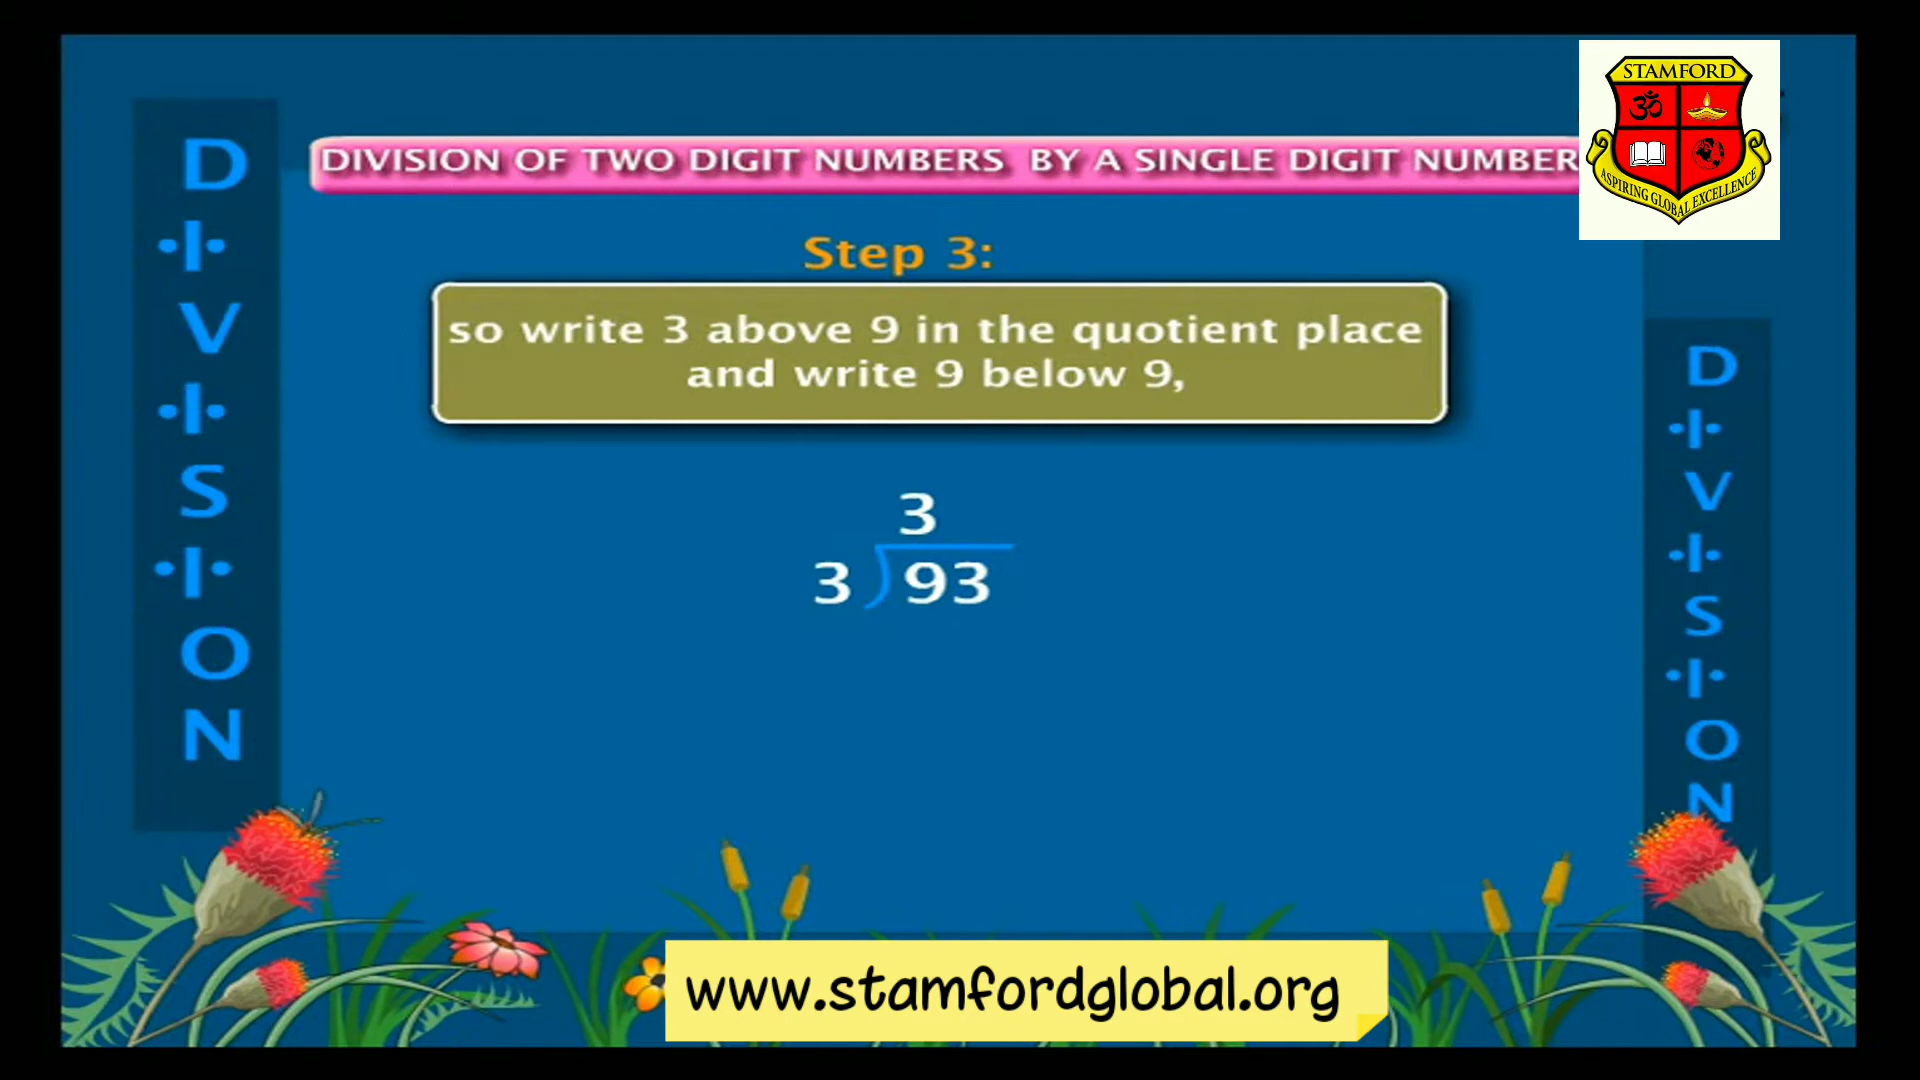 STAMFORD
ASPIRING GLOBAL EXCELLENCE
DIVISION OF TWO DIGIT NUMBERS BY A SINGLE DIGIT NUMBER
Step 3:
so write 3 above 9 in the quotient place
and write 9 below 9,
3
3 ) 93
D
·I·
V
·I·
S
·I·
O
N
D
·I·
V
·I·
S
·I·
O
N
www.stamfordglobal.org